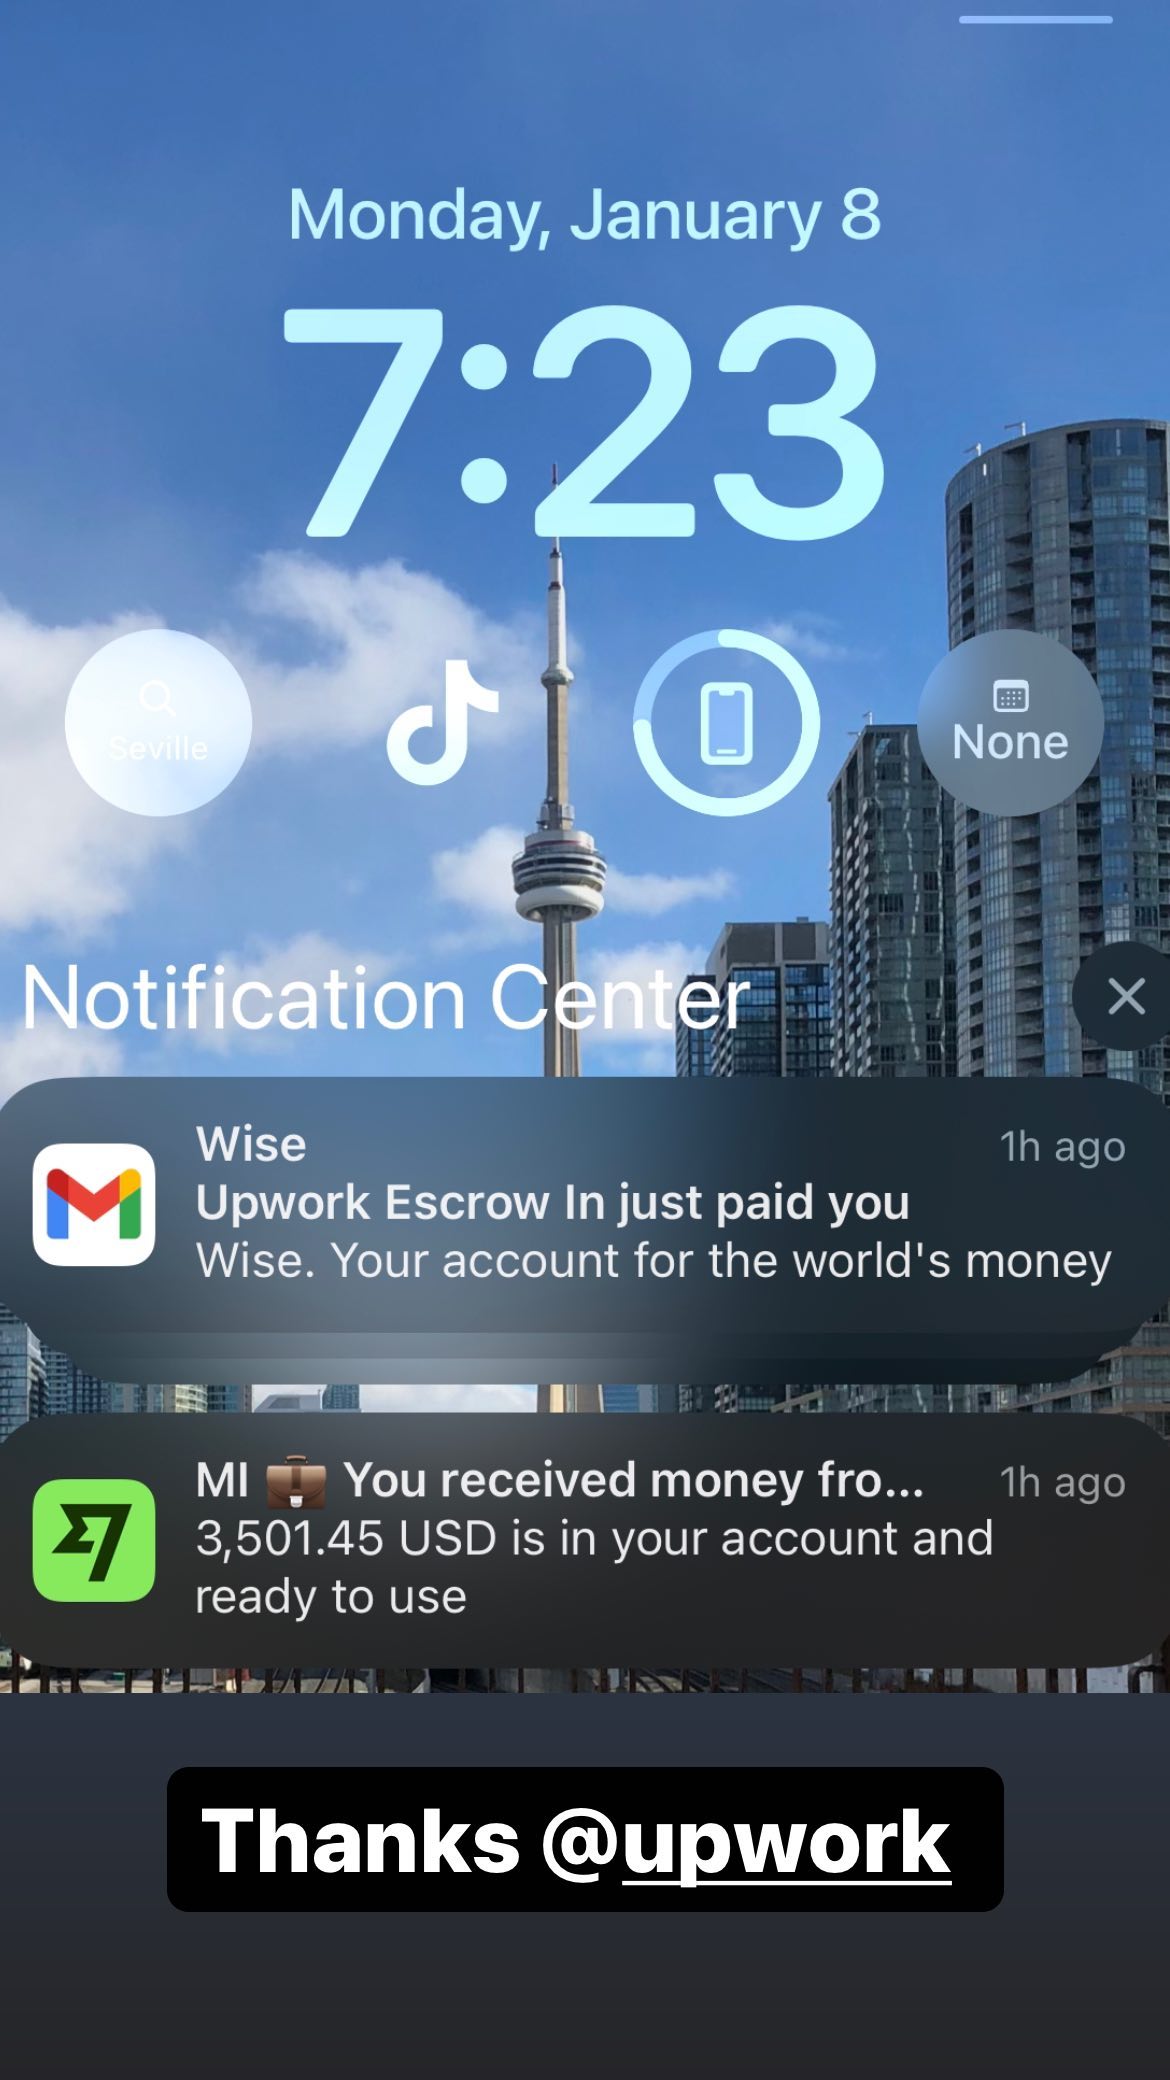 Monday, January 8
7:23
Seville
None
Notification Center
Wise
1h ago
Upwork Escrow In just paid you
Wise. Your account for the world's money
MI 💼 You received money fro...
1h ago
3,501.45 USD is in your account and
ready to use
Thanks @upwork